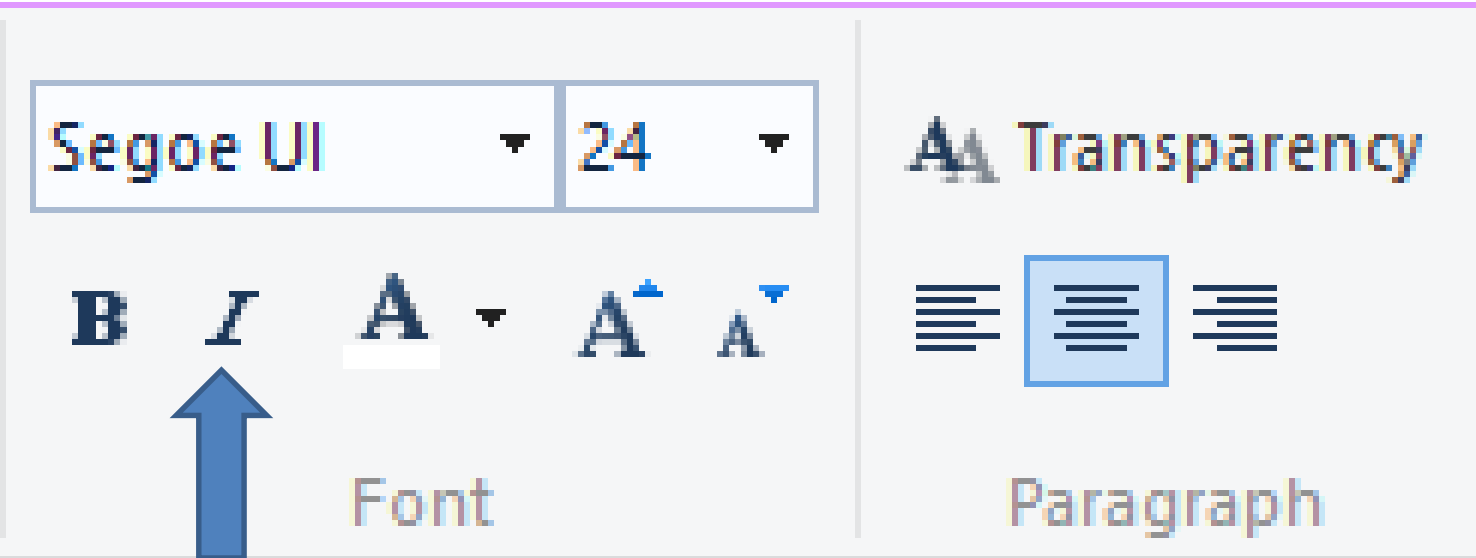 Segoe UI 24
Transparency
B I A A A
Font
Paragraph